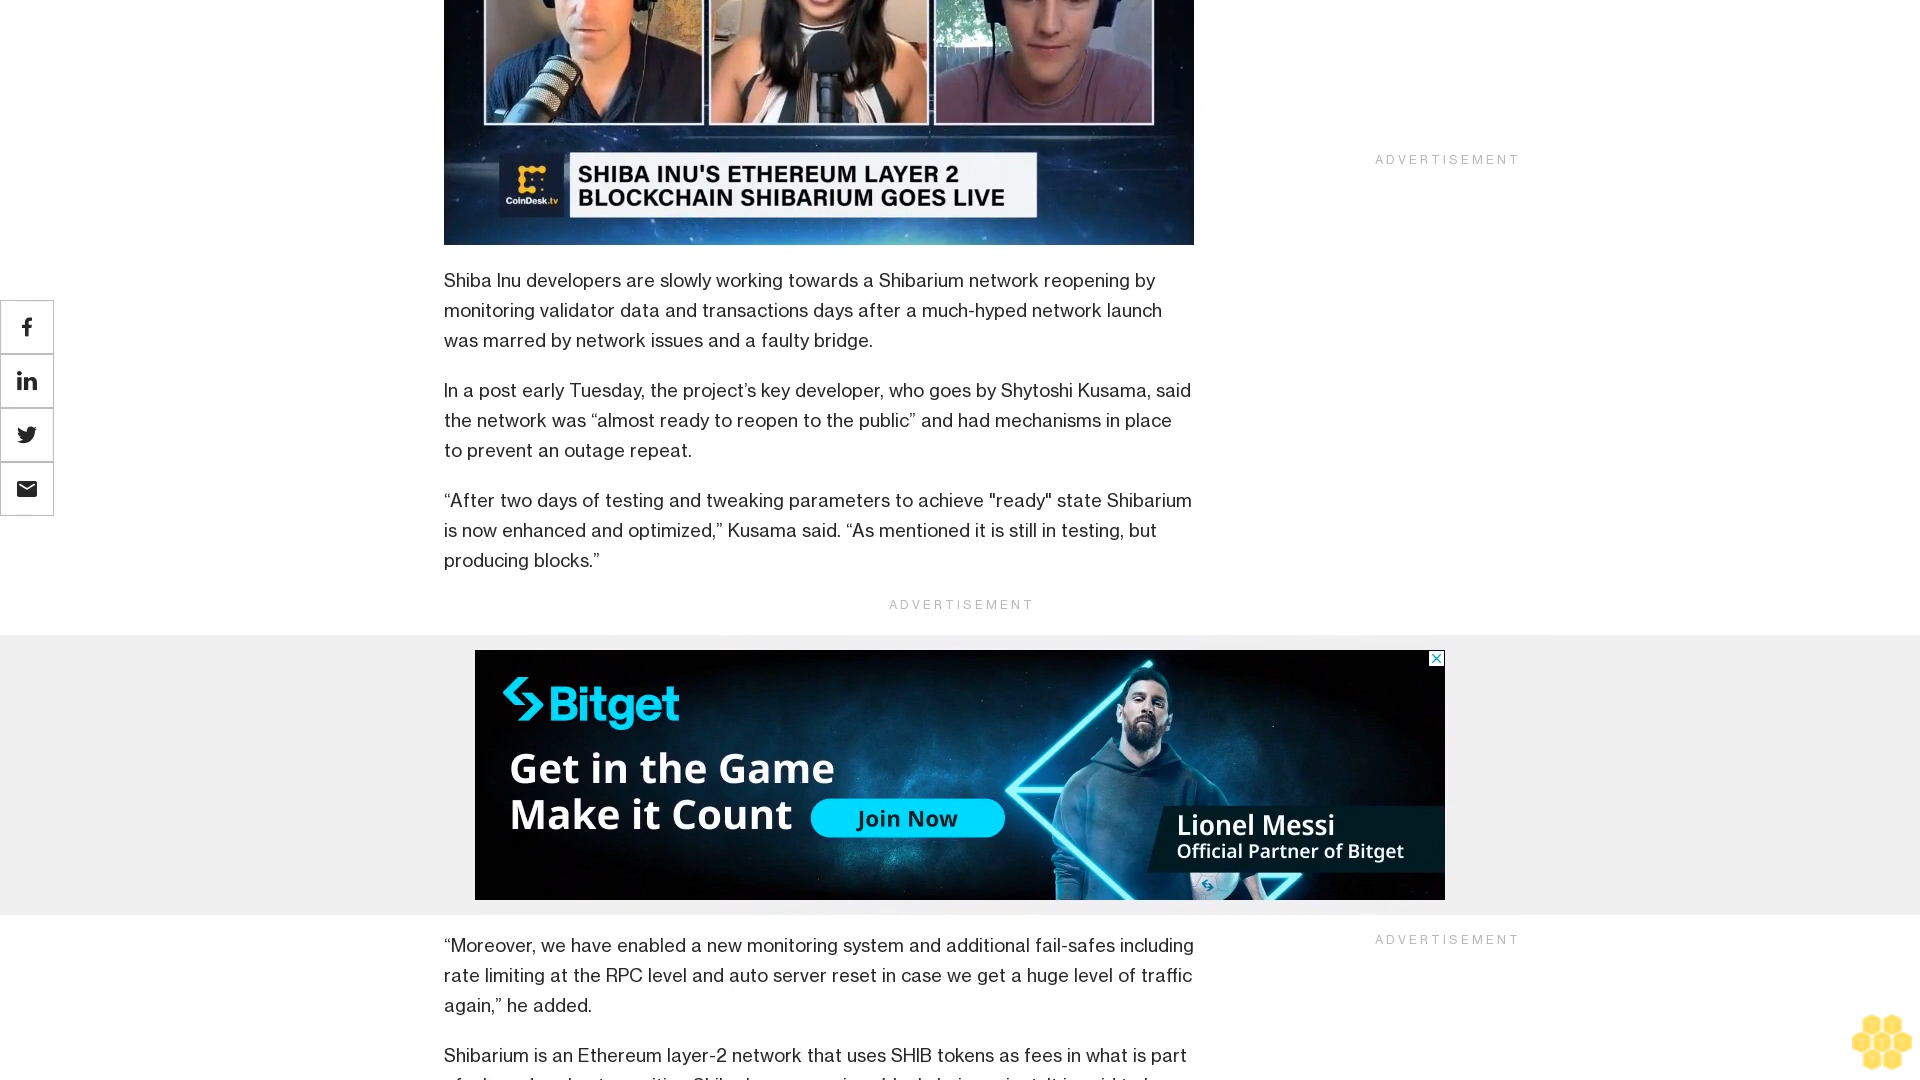 SHIBA INU'S ETHEREUM LAYER 2
BLOCKCHAIN SHIBARIUM GOES LIVE
CoinDesk.tv
ADVERTISEMENT
Shiba Inu developers are slowly working towards a Shibarium network reopening by
monitoring validator data and transactions days after a much-hyped network launch
was marred by network issues and a faulty bridge.
In a post early Tuesday, the project’s key developer, who goes by Shytoshi Kusama, said
the network was “almost ready to reopen to the public” and had mechanisms in place
to prevent an outage repeat.
“After two days of testing and tweaking parameters to achieve "ready" state Shibarium
is now enhanced and optimized,” Kusama said. “As mentioned it is still in testing, but
producing blocks.”
ADVERTISEMENT
Bitget
Get in the Game
Make it Count
Join Now
Lionel Messi
Official Partner of Bitget
“Moreover, we have enabled a new monitoring system and additional fail-safes including
rate limiting at the RPC level and auto server reset in case we get a huge level of traffic
again,” he added.
ADVERTISEMENT
Shibarium is an Ethereum layer-2 network that uses SHIB tokens as fees in what is part